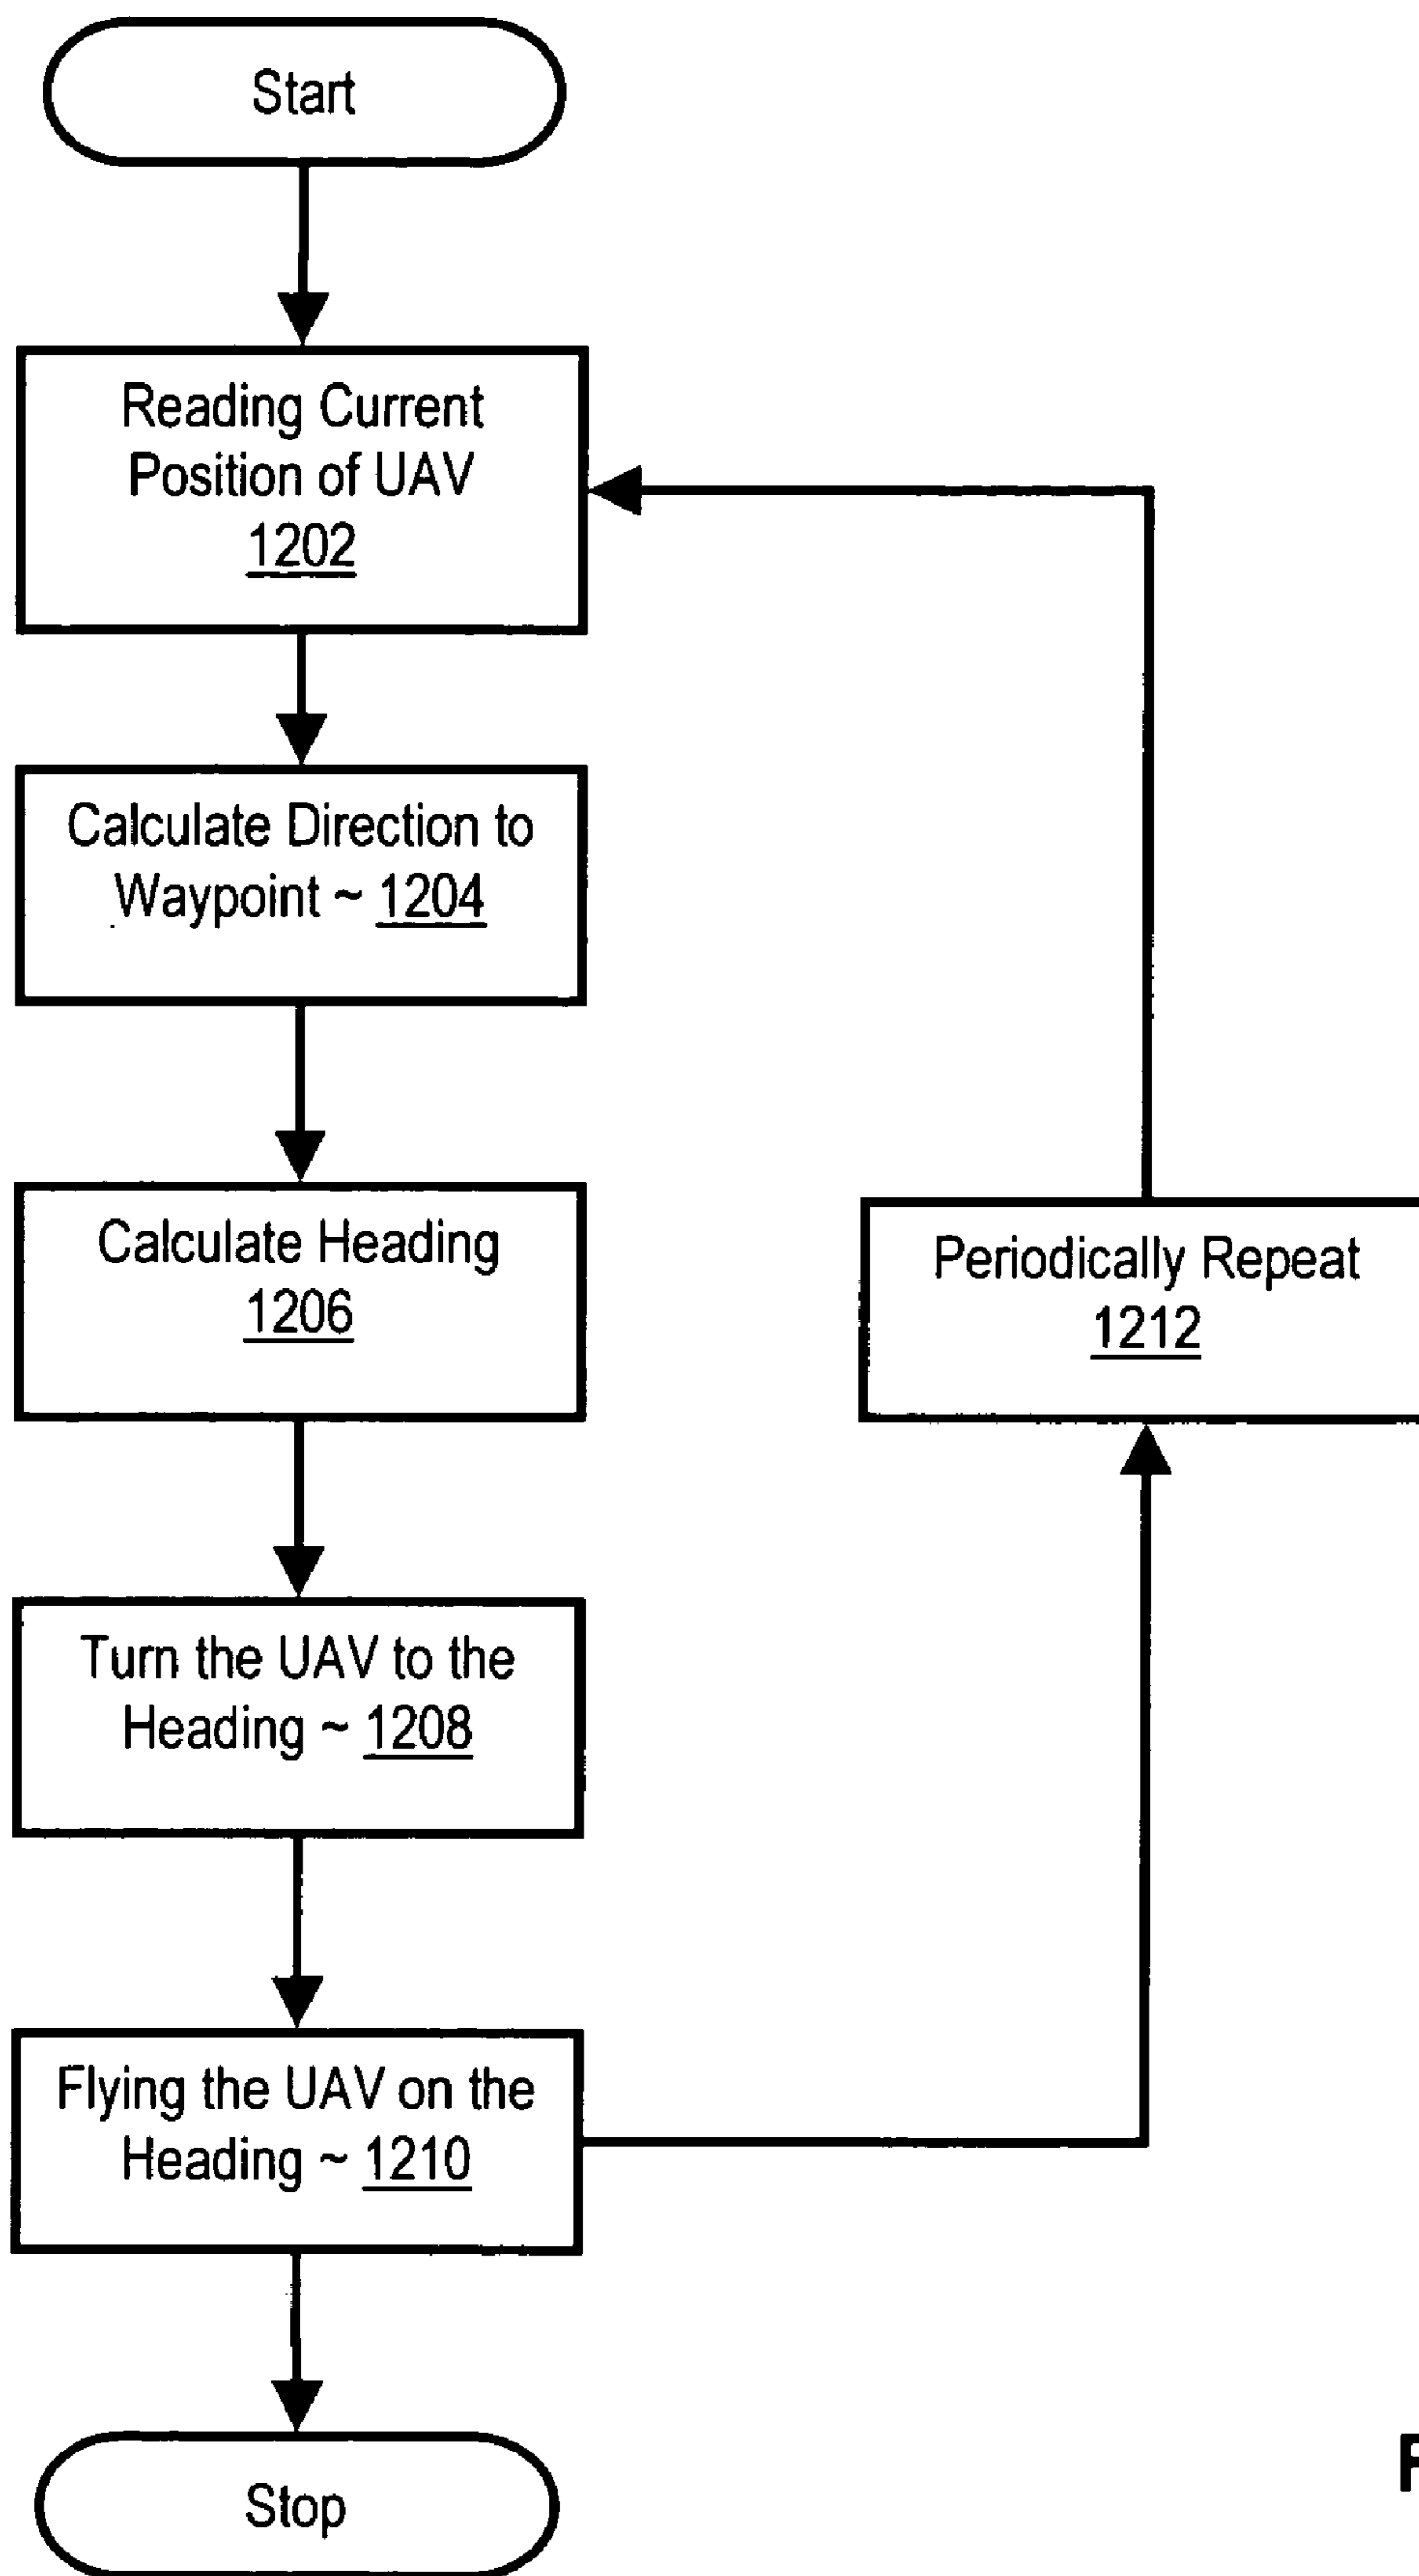 Start
Reading Current
Position of UAV
1202
Calculate Direction to
Waypoint ~ 1204
Calculate Heading
1206
Periodically Repeat
1212
Turn the UAV to the
Heading ~ 1208
Flying the UAV on the
Heading ~ 1210
Stop